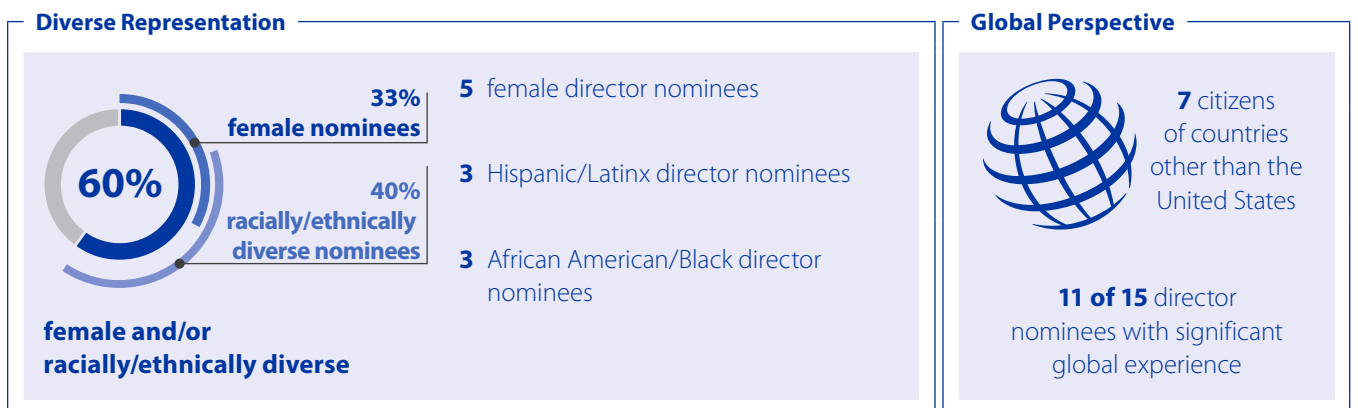 Diverse Representation
60%
33%
female nominees
40%
racially/ethnically
diverse nominees
female and/or
racially/ethnically diverse
5 female director nominees
3 Hispanic/Latinx director nominees
3 African American/Black director
nominees
Global Perspective
7 citizens
of countries
other than the
United States
11 of 15 director
nominees with significant
global experience